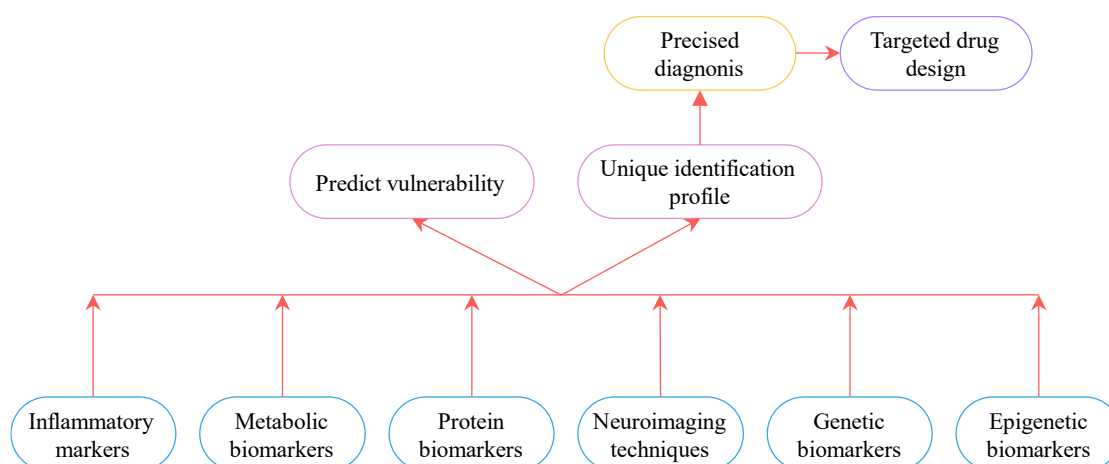 Precised
diagnonis
Targeted drug
design
Predict vulnerability
Unique identification
profile
Inflammatory
markers
Metabolic
biomarkers
Protein
biomarkers
Neuroimaging
techniques
Genetic
biomarkers
Epigenetic
biomarkers